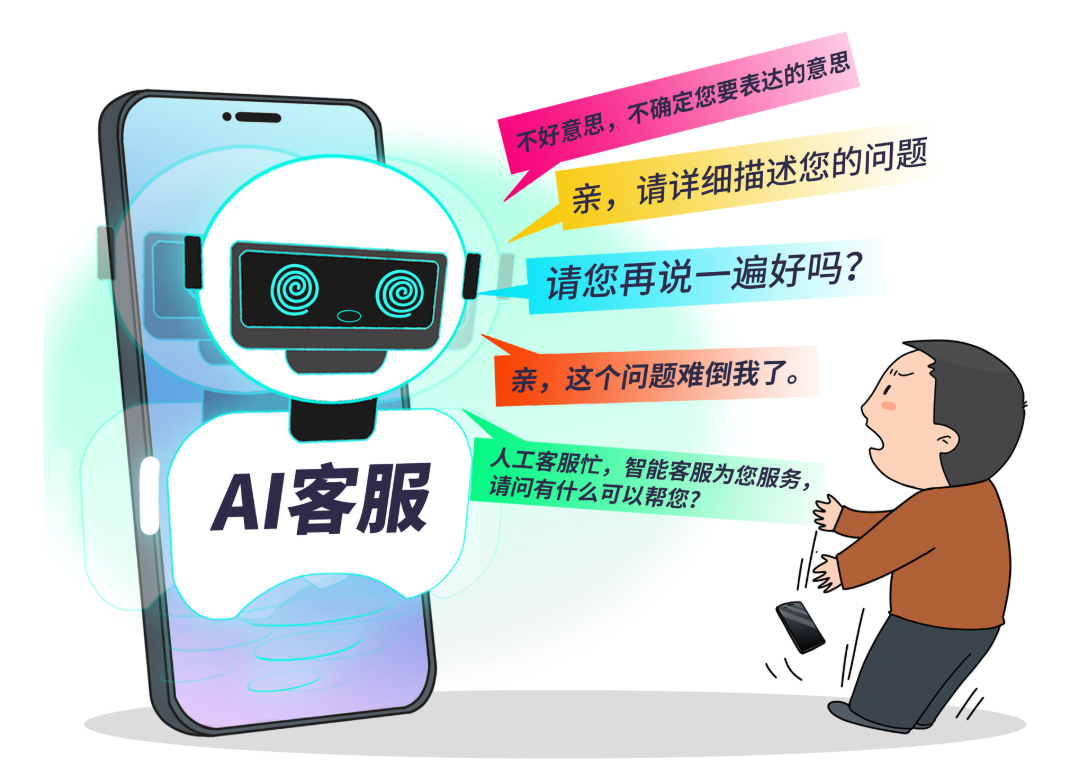 不好意思，不确定您要表达的意思
亲，请详细描述您的问题
请您再说一遍好吗？
亲，这个问题难倒我了。
人工客服忙，智能客服为您服务，
请问有什么可以帮您？
AI客服